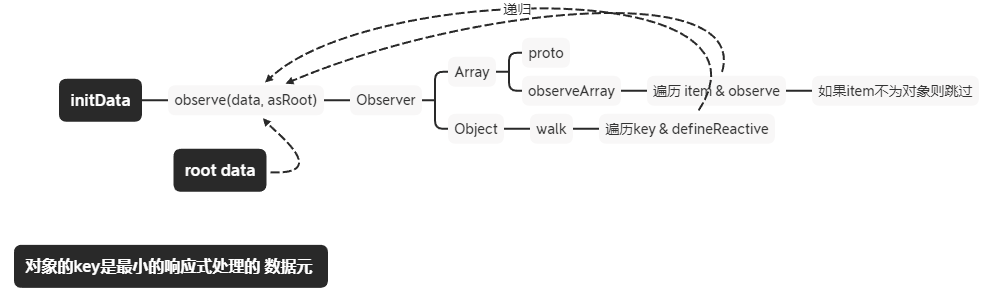 递归
proto
Array
initData
observe(data, asRoot)
Observer
observeArray
遍历 item & observe
如果item不为对象则跳过
Object
walk
遍历key & defineReactive
root data
对象的key是最小的响应式处理的 数据元